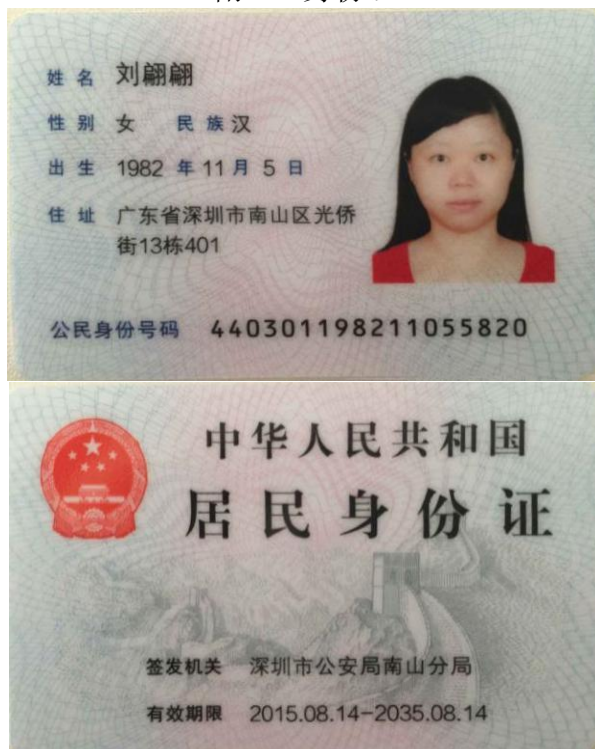 姓名 刘翩翩
性别 女 民族 汉
出生 1982 年 11 月 5 日
住址 广东省深圳市南山区光侨
街13栋401
公民身份号码 440301198211055820
中华人民共和国
居民身份证
签发机关 深圳市公安局南山分局
有效期限 2015.08.14-2035.08.14